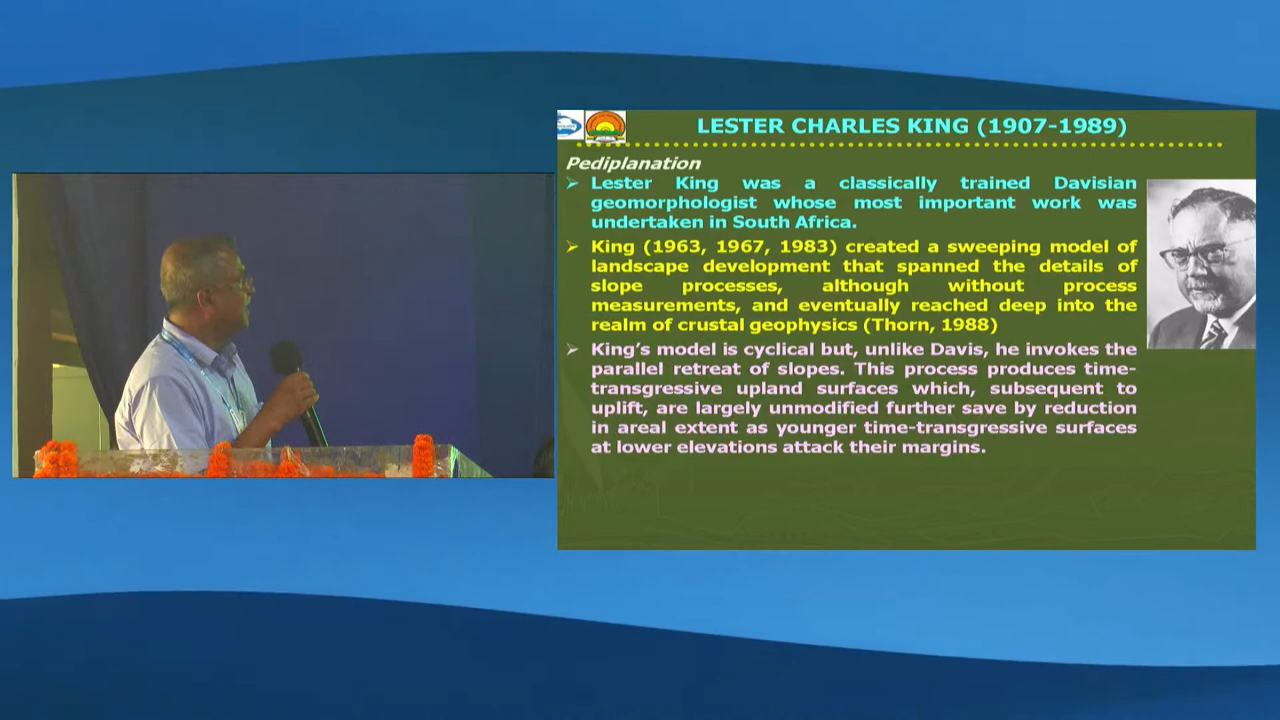 LESTER CHARLES KING (1907-1989)
Pediplanation
Lester King was a classically trained Davisian
geomorphologist whose most important work was
undertaken in South Africa.
King (1963, 1967, 1983) created a sweeping model of
landscape development that spanned the details of
slope processes, although without process
measurements, and eventually reached deep into the
realm of crustal geophysics (Thorn, 1988)
King's model is cyclical but, unlike Davis, he invokes the
parallel retreat of slopes. This process produces time-
transgressive upland surfaces which, subsequent to
uplift, are largely unmodified further save by reduction
in areal extent as younger time-transgressive surfaces
at lower elevations attack their margins.